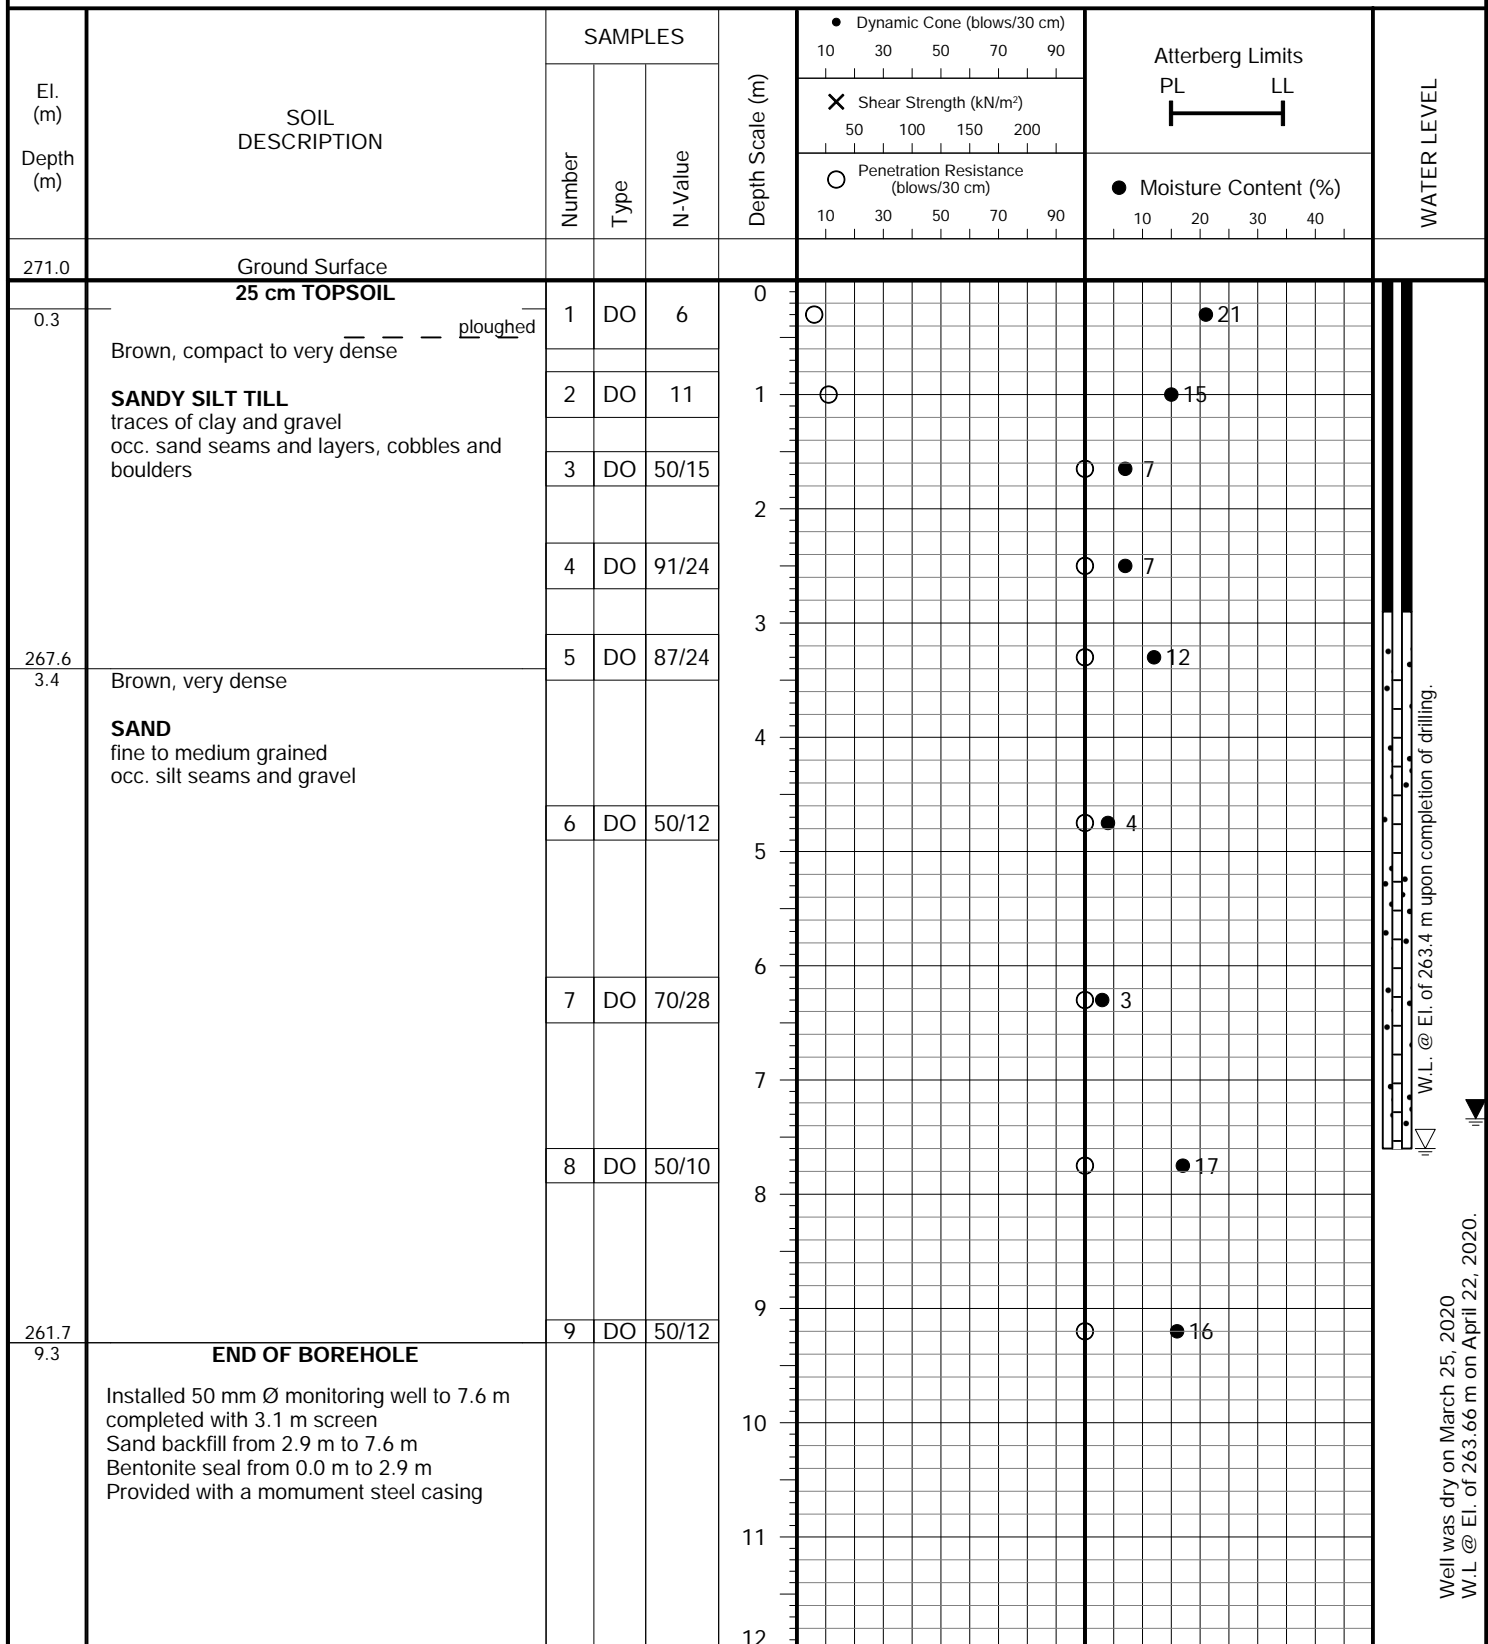 El.
(m)
Depth
(m)
SOIL
DESCRIPTION
SAMPLES
Number
Type
N-Value
Depth Scale (m)
Dynamic Cone (blows/30 cm)
10 30 50 70 90
Shear Strength (kN/m²)
50 100 150 200
Penetration Resistance
(blows/30 cm)
10 30 50 70 90
Atterberg Limits
PL LL
Moisture Content (%)
10 20 30 40
WATER LEVEL
271.0 Ground Surface
25 cm TOPSOIL
0
0.3
ploughed
1 DO 6
21
Brown, compact to very dense
SANDY SILT TILL
2 DO 11
1
15
traces of clay and gravel
occ. sand seams and layers, cobbles and
boulders
3 DO 50/15
7
2
4 DO 91/24
7
3
5 DO 87/24
12
267.6
3.4
Brown, very dense
SAND
4
fine to medium grained
occ. silt seams and gravel
6 DO 50/12
4
5
6
7 DO 70/28
3
7
W.L. @ El. of 263.4 m upon completion of drilling.
8 DO 50/10
17
8
9
9 DO 50/12
16
261.7
9.3
END OF BOREHOLE
Installed 50 mm Ø monitoring well to 7.6 m
completed with 3.1 m screen
10
Sand backfill from 2.9 m to 7.6 m
Bentonite seal from 0.0 m to 2.9 m
Provided with a momument steel casing
11
12
Well was dry on March 25, 2020
W.L @ El. of 263.66 m on April 22, 2020.